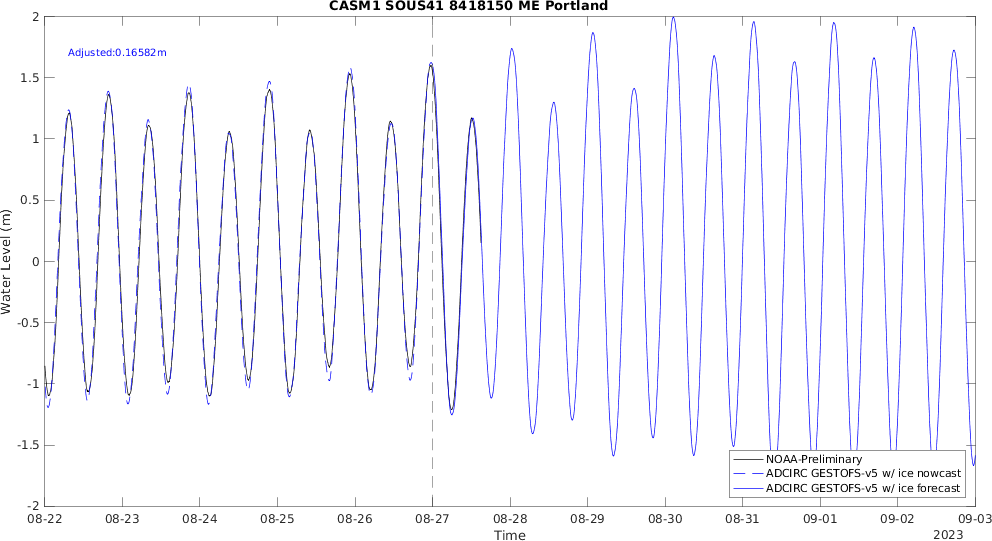 CASM1 SOUS41 8418150 ME Portland
Adjusted:0.16582m
2
1.5
1
0.5
0
-0.5
-1
-1.5
-2
Water Level (m)
NOAA-Preliminary
ADCIRC GESTOFS-v5 w/ ice nowcast
ADCIRC GESTOFS-v5 w/ ice forecast
08-22 08-23 08-24 08-25 08-26 08-27 08-28 08-29 08-30 08-31 09-01 09-02 09-03
Time
2023